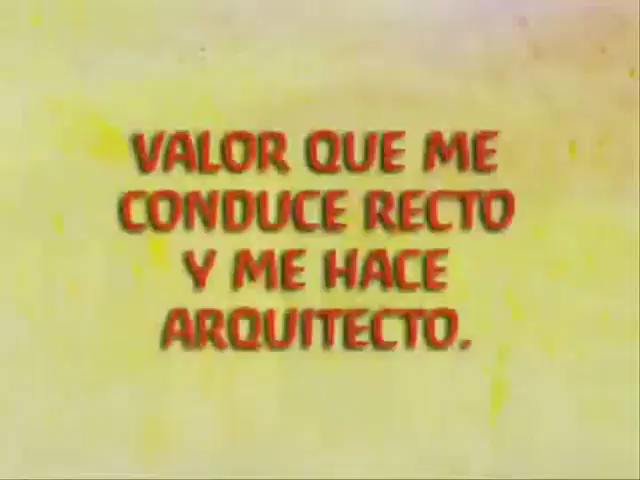 VALOR QUE ME
CONDUCE RECTO
Y ME HACE
ARQUITECTO.